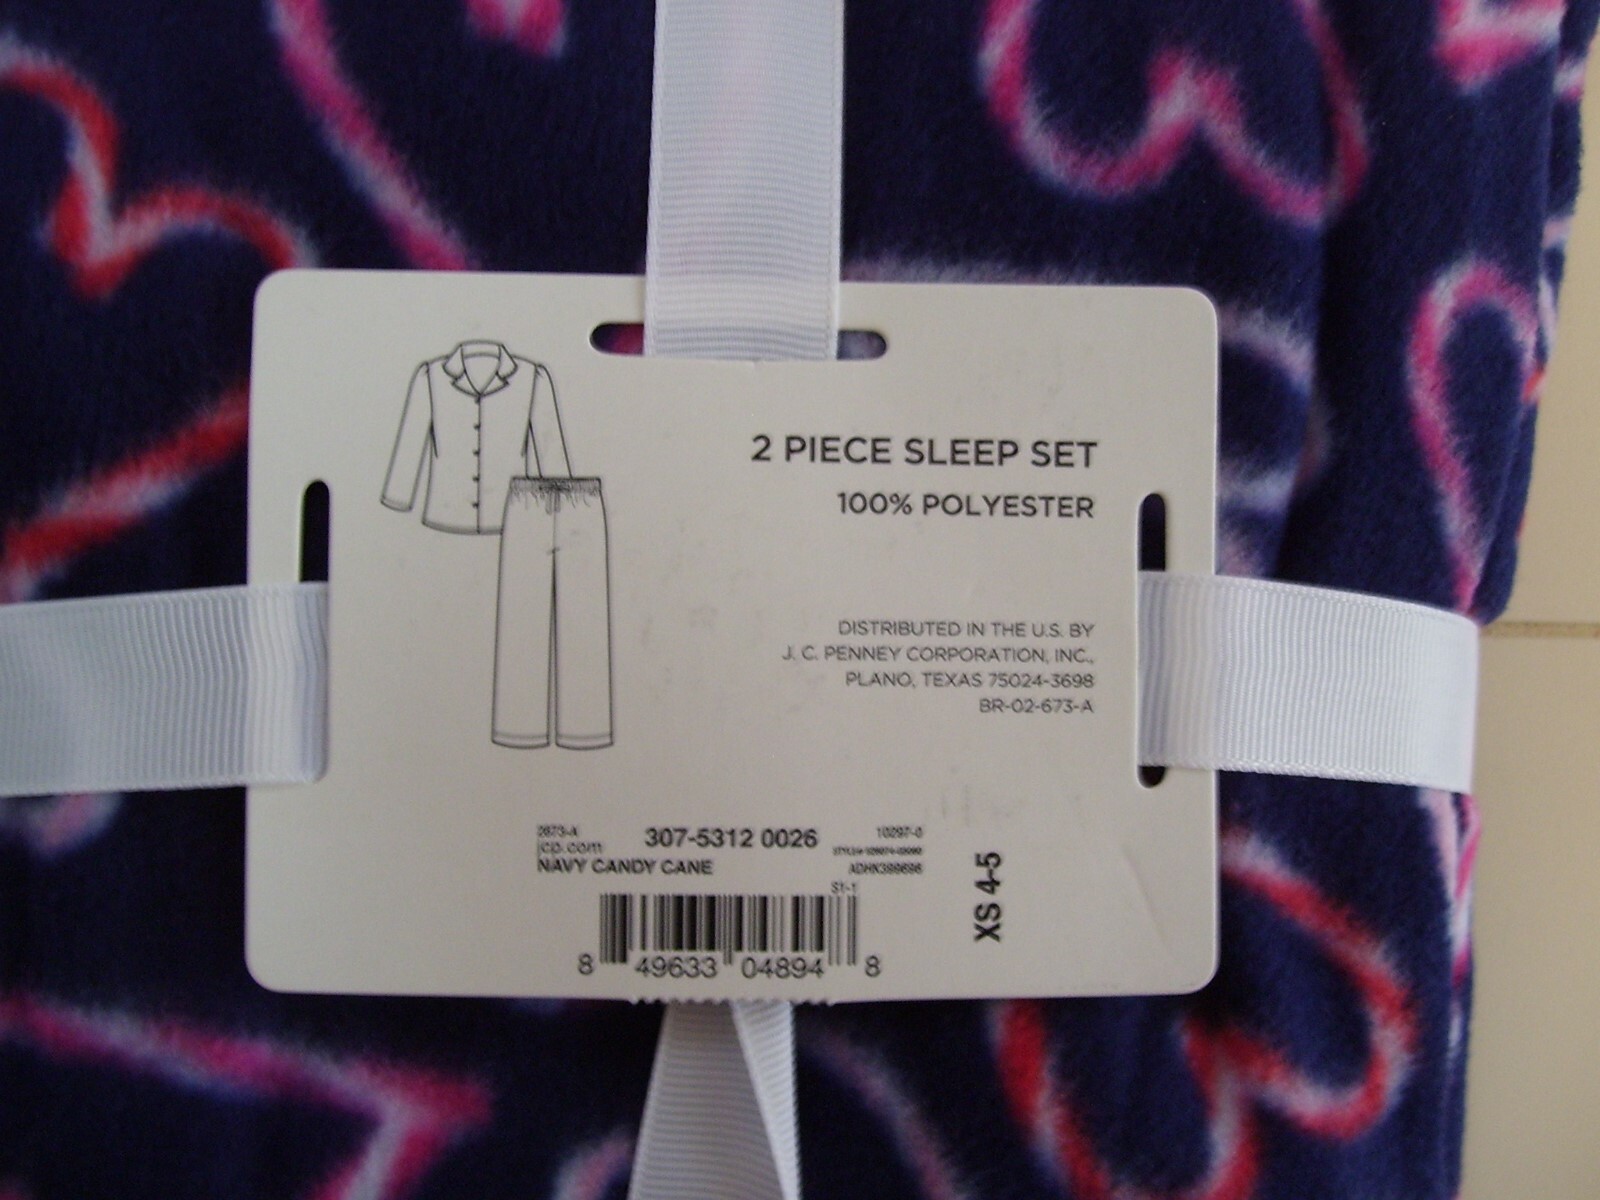 2 PIECE SLEEP SET
100% POLYESTER
DISTRIBUTED IN THE U.S. BY
J. C. PENNEY CORPORATION, INC.,
PLANO, TEXAS 75024-3698
BR-02-673-A
2673-A
jcp.com
307-5312 0026
10297-0
NAVY CANDY CANE
ADHK399696
S1-1
XS 4-5
8 49633 04894 8